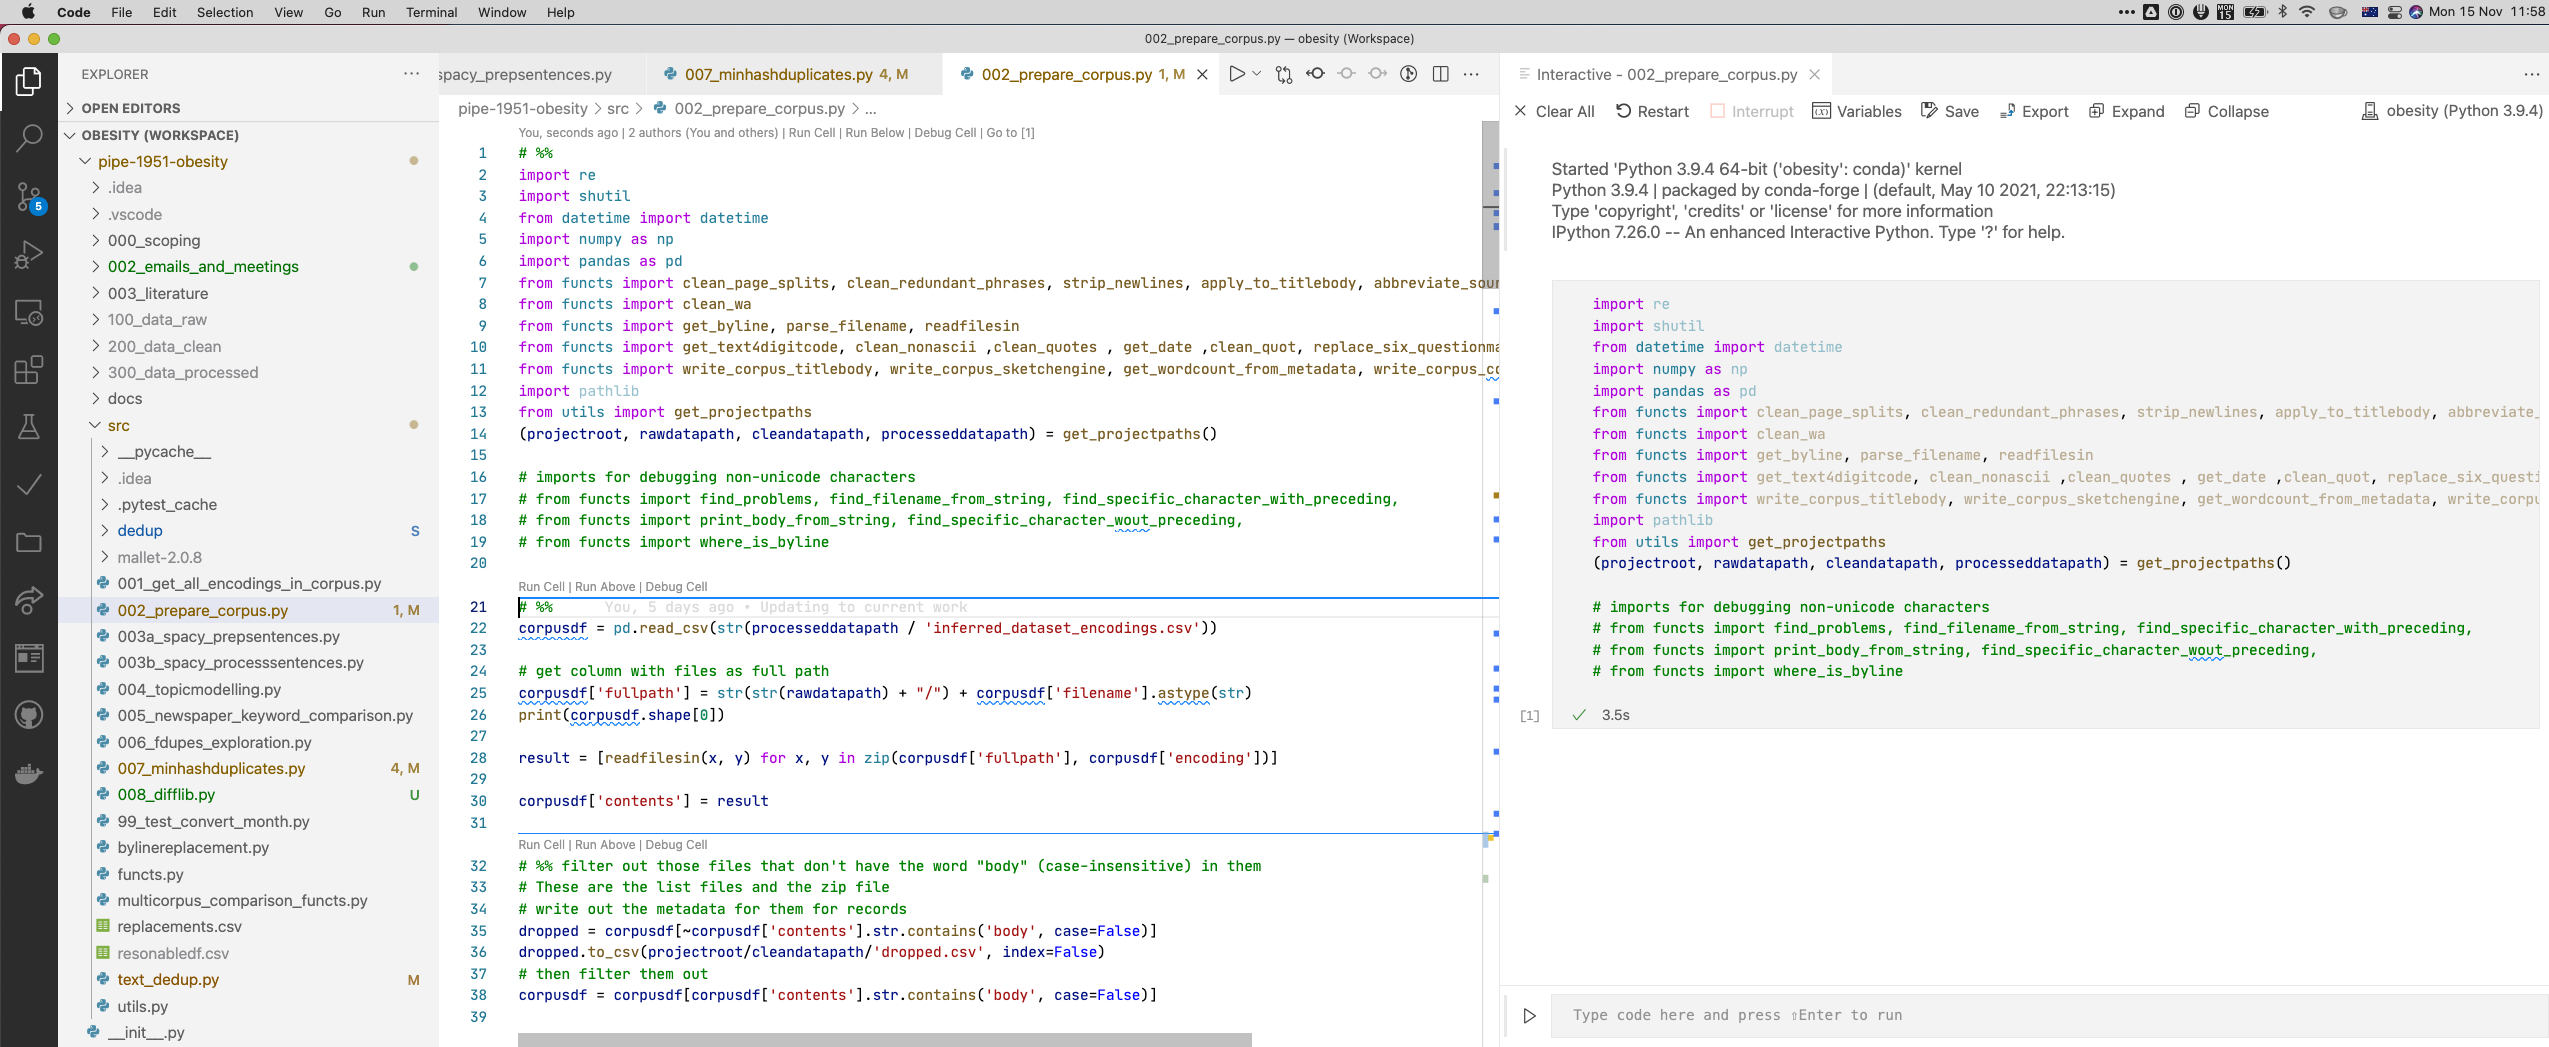 Code File Edit Selection View Go Run Terminal Window Help
MON 15
Mon 15 Nov 11:58
002_prepare_corpus.py — obesity (Workspace)
EXPLORER
OPEN EDITORS
OBESITY (WORKSPACE)
pipe-1951-obesity
.idea
.vscode
000_scoping
002_emails_and_meetings
003_literature
100_data_raw
200_data_clean
300_data_processed
docs
src
__pycache__
.idea
.pytest_cache
dedup S
mallet-2.0.8
001_get_all_encodings_in_corpus.py
002_prepare_corpus.py 1, M
003a_spacy_prepsentences.py
003b_spacy_processsentences.py
004_topicmodelling.py
005_newspaper_keyword_comparison.py
006_fdupes_exploration.py
007_minhashduplicates.py 4, M
008_difflib.py U
99_test_convert_month.py
bylinereplacement.py
functs.py
multicorpus_comparison_functs.py
replacements.csv
resonabledf.csv
text_dedup.py M
utils.py
__init__.py
5
spacy_prepsentences.py 007_minhashduplicates.py 4, M 002_prepare_corpus.py 1, M
pipe-1951-obesity > src > 002_prepare_corpus.py > ...
You, seconds ago | 2 authors (You and others) | Run Cell | Run Below | Debug Cell | Go to [1]
1 # %%
2 import re
3 import shutil
4 from datetime import datetime
5 import numpy as np
6 import pandas as pd
7 from functs import clean_page_splits, clean_redundant_phrases, strip_newlines, apply_to_titlebody, abbreviate_sour
8 from functs import clean_wa
9 from functs import get_byline, parse_filename, readfilesin
10 from functs import get_text4digitcode, clean_nonascii ,clean_quotes , get_date ,clean_quot, replace_six_questionma
11 from functs import write_corpus_titlebody, write_corpus_sketchengine, get_wordcount_from_metadata, write_corpus_co
12 import pathlib
13 from utils import get_projectpaths
14 (projectroot, rawdatapath, cleandatapath, processeddatapath) = get_projectpaths()
15
16 # imports for debugging non-unicode characters
17 # from functs import find_problems, find_filename_from_string, find_specific_character_with_preceding,
18 # from functs import print_body_from_string, find_specific_character_wout_preceding,
19 # from functs import where_is_byline
20
Run Cell | Run Above | Debug Cell
21 # %% You, 5 days ago • Updating to current work
22 corpusdf = pd.read_csv(str(processeddatapath / 'inferred_dataset_encodings.csv'))
23
24 # get column with files as full path
25 corpusdf['fullpath'] = str(str(rawdatapath) + "/") + corpusdf['filename'].astype(str)
26 print(corpusdf.shape[0])
27
28 result = [readfilesin(x, y) for x, y in zip(corpusdf['fullpath'], corpusdf['encoding'])]
29
30 corpusdf['contents'] = result
31
Run Cell | Run Above | Debug Cell
32 # %% filter out those files that don't have the word "body" (case-insensitive) in them
33 # These are the list files and the zip file
34 # write out the metadata for them for records
35 dropped = corpusdf[~corpusdf['contents'].str.contains('body', case=False)]
36 dropped.to_csv(projectroot/cleandatapath/'dropped.csv', index=False)
37 # then filter them out
38 corpusdf = corpusdf[corpusdf['contents'].str.contains('body', case=False)]
39
Interactive - 002_prepare_corpus.py
Clear All Restart Interrupt Variables Save Export Expand Collapse obesity (Python 3.9.4)
Started 'Python 3.9.4 64-bit ('obesity': conda)' kernel
Python 3.9.4 | packaged by conda-forge | (default, May 10 2021, 22:13:15)
Type 'copyright', 'credits' or 'license' for more information
IPython 7.26.0 -- An enhanced Interactive Python. Type '?' for help.
import re
import shutil
from datetime import datetime
import numpy as np
import pandas as pd
from functs import clean_page_splits, clean_redundant_phrases, strip_newlines, apply_to_titlebody, abbreviate_
from functs import clean_wa
from functs import get_byline, parse_filename, readfilesin
from functs import get_text4digitcode, clean_nonascii ,clean_quotes , get_date ,clean_quot, replace_six_questi
from functs import write_corpus_titlebody, write_corpus_sketchengine, get_wordcount_from_metadata, write_corpu
import pathlib
from utils import get_projectpaths
(projectroot, rawdatapath, cleandatapath, processeddatapath) = get_projectpaths()
# imports for debugging non-unicode characters
# from functs import find_problems, find_filename_from_string, find_specific_character_with_preceding,
# from functs import print_body_from_string, find_specific_character_wout_preceding,
# from functs import where_is_byline
[1] ✓ 3.5s
Type code here and press ⇧Enter to run